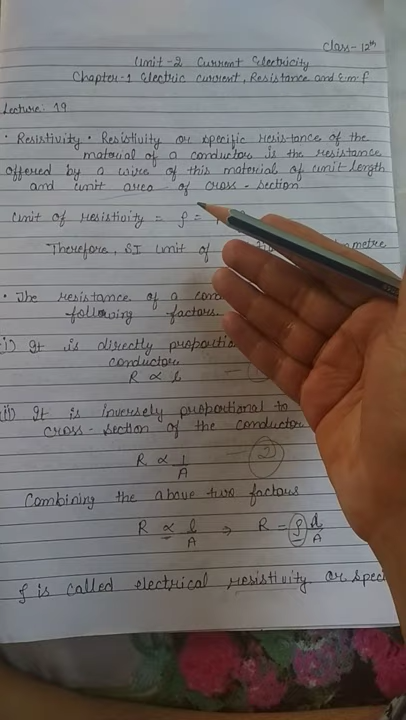 Class- 12th
Unit-2 Current Electricity
Chapter-1 Electric current, Resistance and E.m.f
Lecture: 19
• Resistivity • Resistivity or specific resistance of the
material of a conductor is the resistance
offered by a wire of this material of unit length
and unit area of cross-section
Unit of resistivity = ρ =
Therefore, SI unit of metre
• The resistance of a
following factors.
i) It is directly
conductor
R ∝ l
ii) It is inversely proportional to
cross-section of the conductor
R ∝ 1/A — 2
Combining the above two factors
R ∝ l/A ⇒ R = ρ l/A
ρ is called electrical resistivity or